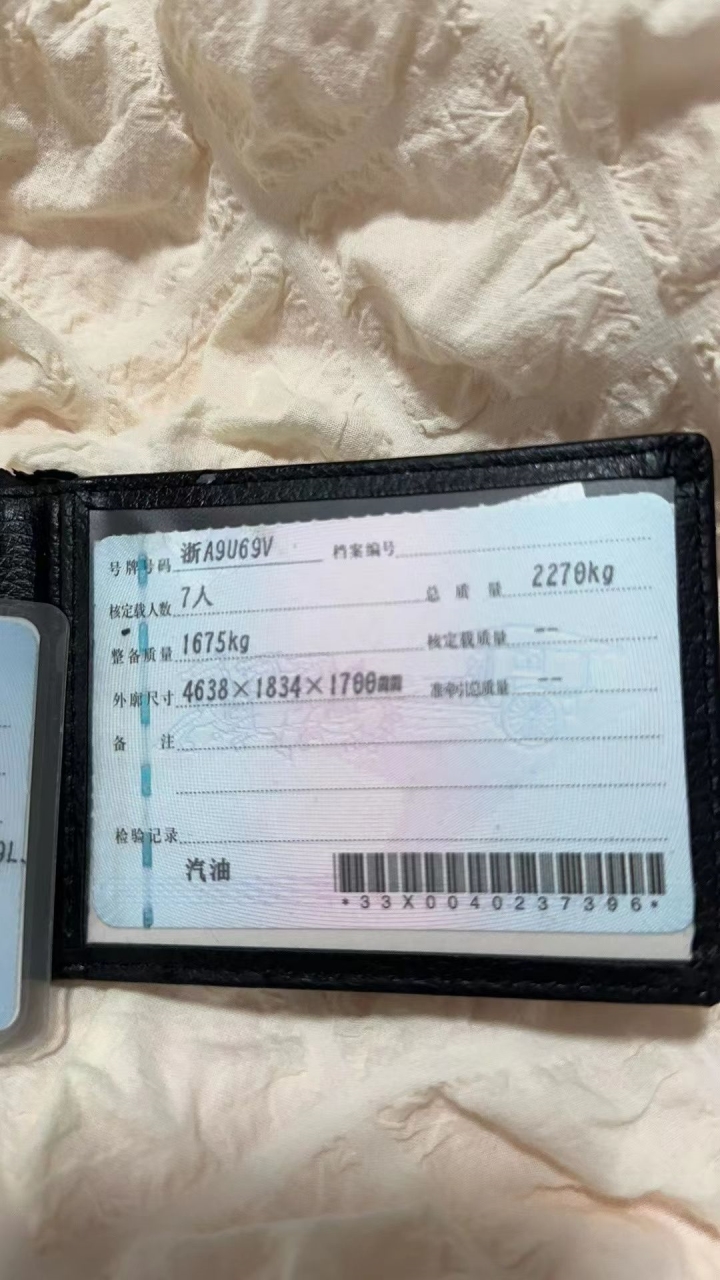 号牌号码 浙A9U69V 档案编号
核定载人数 7人 总质量 2270kg
整备质量 1675kg 核定载质量 --
外廓尺寸 4638×1834×1700mm 准牵引总质量 --
备注
检验记录
汽油
*33X0040237396*
9L